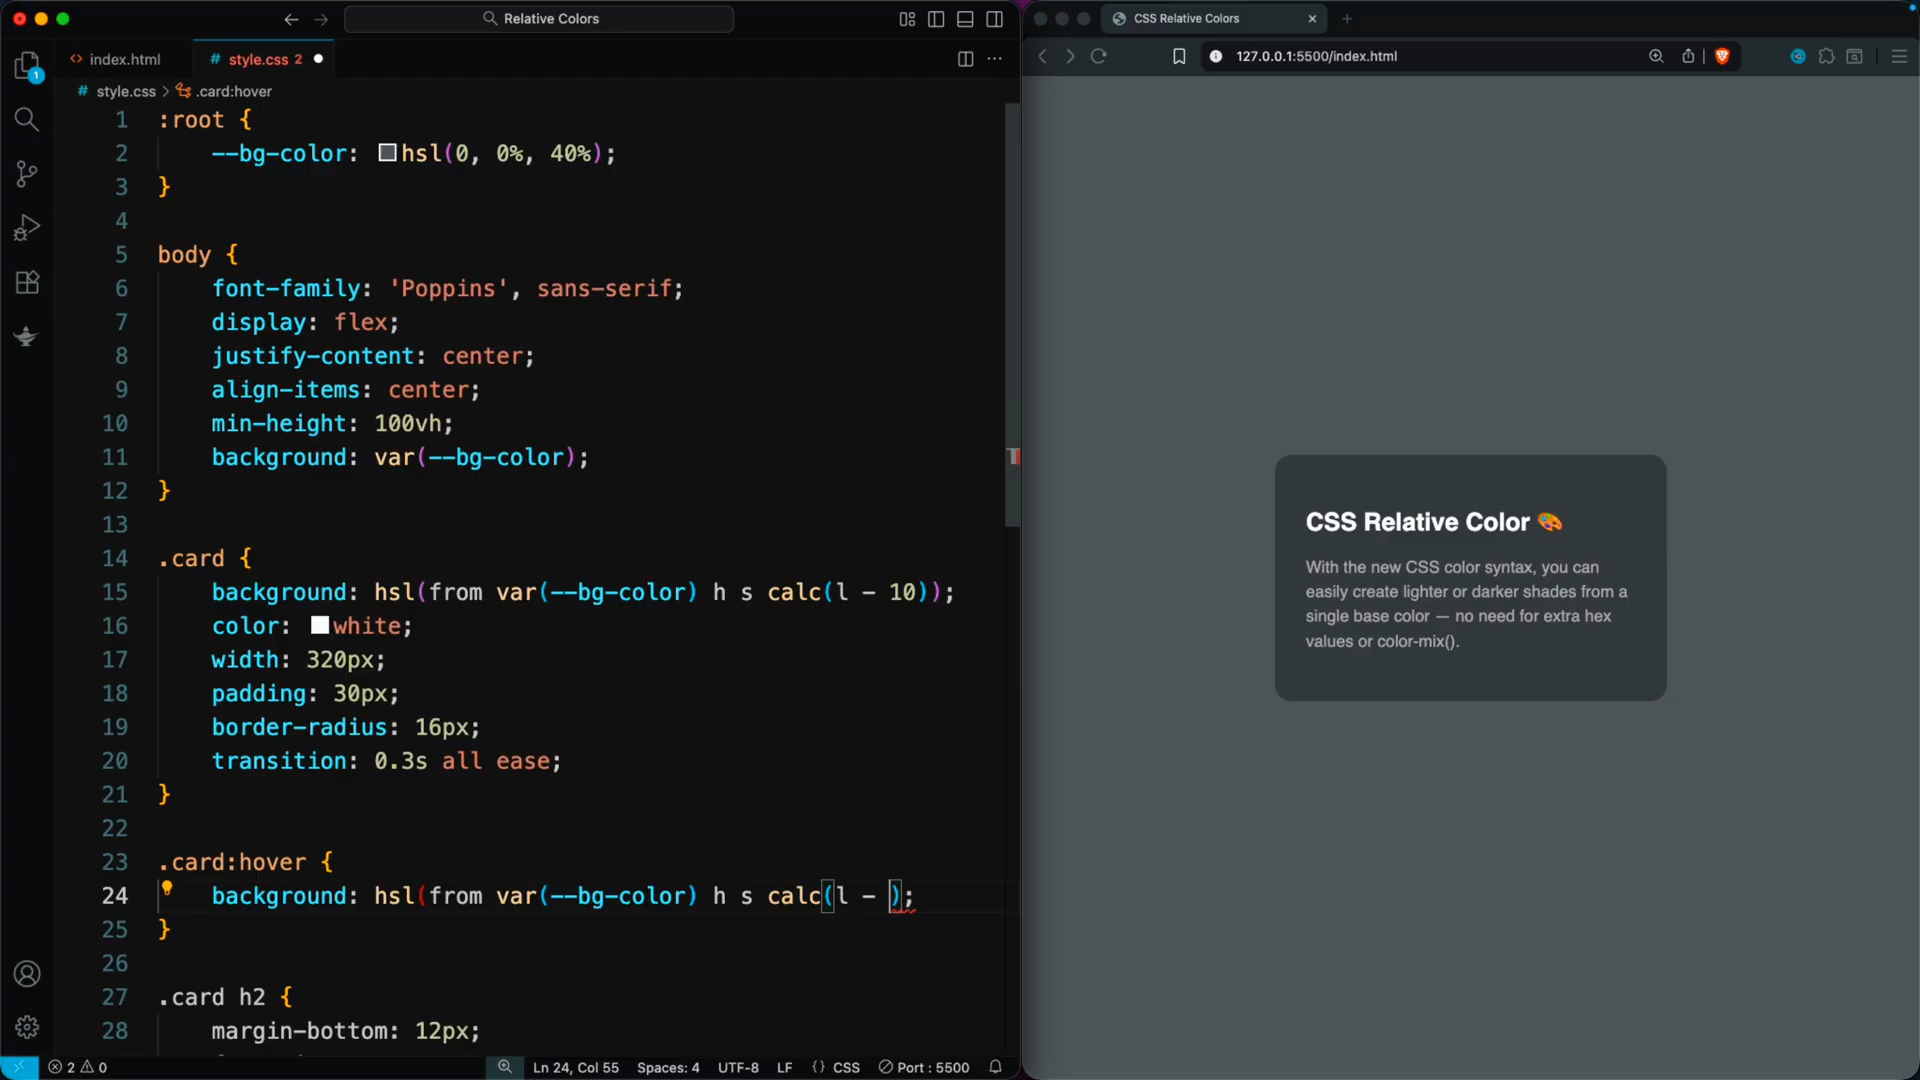 Relative Colors
index.html
# style.css 2
# style.css > .card:hover
1 :root {
2 --bg-color: hsl(0, 0%, 40%);
3 }
4
5 body {
6 font-family: 'Poppins', sans-serif;
7 display: flex;
8 justify-content: center;
9 align-items: center;
10 min-height: 100vh;
11 background: var(--bg-color);
12 }
13
14 .card {
15 background: hsl(from var(--bg-color) h s calc(l - 10));
16 color: white;
17 width: 320px;
18 padding: 30px;
19 border-radius: 16px;
20 transition: 0.3s all ease;
21 }
22
23 .card:hover {
24 background: hsl(from var(--bg-color) h s calc(l - );
25 }
26
27 .card h2 {
28 margin-bottom: 12px;
1
2 0
Ln 24, Col 55
Spaces: 4
UTF-8
LF
{} CSS
Port : 5500
CSS Relative Colors
127.0.0.1:5500/index.html
CSS Relative Color 🎨
With the new CSS color syntax, you can
easily create lighter or darker shades from a
single base color — no need for extra hex
values or color-mix().